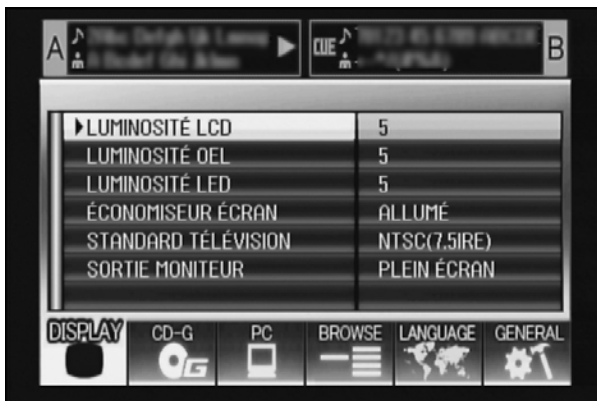 A
CUE
B
LUMINOSITÉ LCD 5
LUMINOSITÉ OEL 5
LUMINOSITÉ LED 5
ÉCONOMISEUR ÉCRAN ALLUMÉ
STANDARD TÉLÉVISION NTSC(7.5IRE)
SORTIE MONITEUR PLEIN ÉCRAN
DISPLAY CD-G PC BROWSE LANGUAGE GENERAL
G